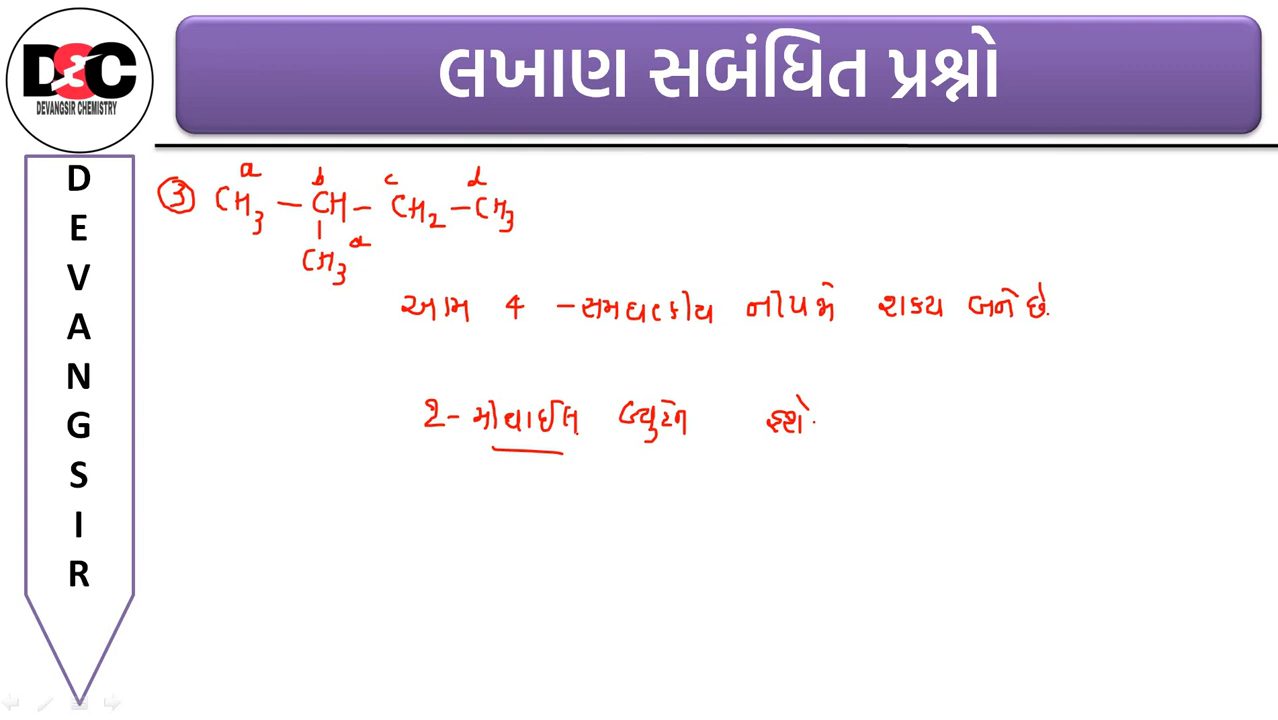 DEC
DEVANGSIR CHEMISTRY
લખાણ સબંધિત પ્રશ્નો
D
E
V
A
N
G
S
I
R
a b c d
③ CH3 – CH – CH2 – CH3
|
CH3 a
આમ 4 – સમઘટકીય નીપજો શક્ય બને છે.
2- મીથાઈલ બ્યુટેન હશે.